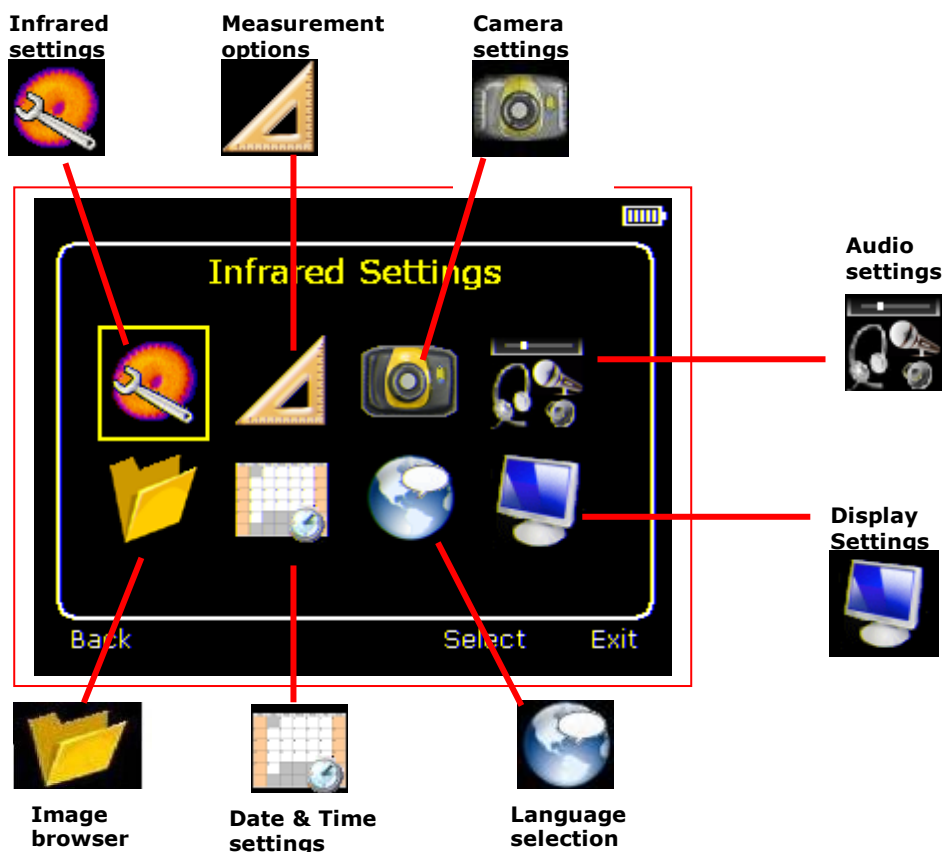 Infrared
settings
Measurement
options
Camera
settings
Infrared Settings
Audio
settings
Display
Settings
Back
Select
Exit
Image
browser
Date & Time
settings
Language
selection